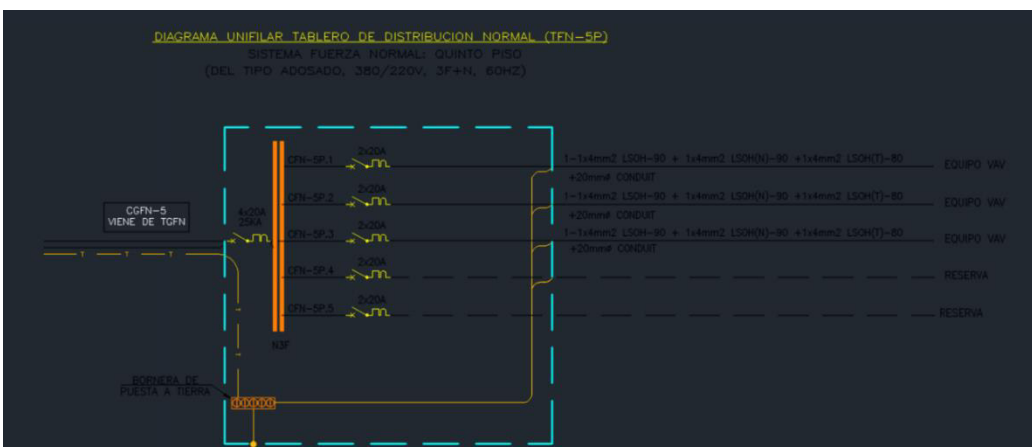 DIAGRAMA UNIFILAR TABLERO DE DISTRIBUCION NORMAL (TFN-5P)
SISTEMA FUERZA NORMAL: QUINTO PISO
(DEL TIPO ADOSADO, 380/220V, 3F+N, 60HZ)
CGFN-5
VIENE DE TGFN
4x20A
25KA
CFN-5P.1
2x20A
1-1x4mm2 LSOH-90 + 1x4mm2 LSOH(N)-90 +1x4mm2 LSOH(T)-80
+20mmø CONDUIT
EQUIPO VAV
CFN-5P.2
2x20A
1-1x4mm2 LSOH-90 + 1x4mm2 LSOH(N)-90 +1x4mm2 LSOH(T)-80
+20mmø CONDUIT
EQUIPO VAV
CFN-5P.3
2x20A
1-1x4mm2 LSOH-90 + 1x4mm2 LSOH(N)-90 +1x4mm2 LSOH(T)-80
+20mmø CONDUIT
EQUIPO VAV
CFN-5P.4
2x20A
RESERVA
CFN-5P.5
2x20A
RESERVA
T T T
N3F
BORNERA DE
PUESTA A TIERRA